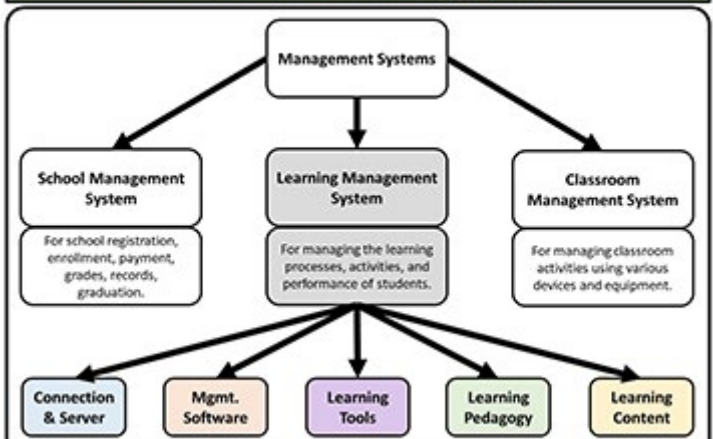 Management Systems
School Management
System
Learning Management
System
Classroom
Management System
For school registration,
enrollment, payment,
grades, records,
graduation.
For managing the learning
processes, activities, and
performance of students.
For managing classroom
activities using various
devices and equipment.
Connection
& Server
Mgmt.
Software
Learning
Tools
Learning
Pedagogy
Learning
Content